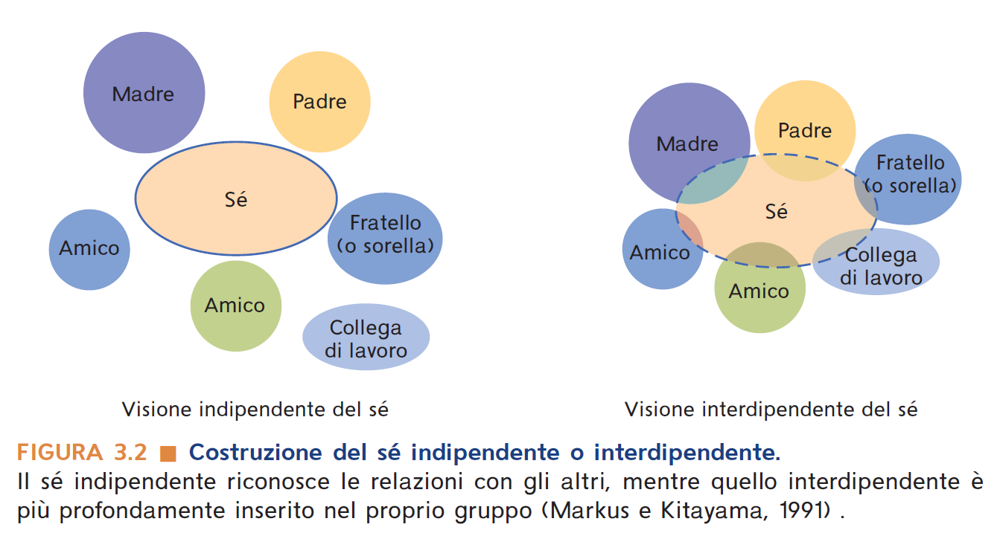 Madre
Padre
Sé
Fratello
(o sorella)
Amico
Amico
Collega
di lavoro
Visione indipendente del sé
Madre
Padre
Fratello
(o sorella)
Sé
Amico
Collega
di lavoro
Amico
Visione interdipendente del sé
FIGURA 3.2 ■ Costruzione del sé indipendente o interdipendente.
Il sé indipendente riconosce le relazioni con gli altri, mentre quello interdipendente è
più profondamente inserito nel proprio gruppo (Markus e Kitayama, 1991) .